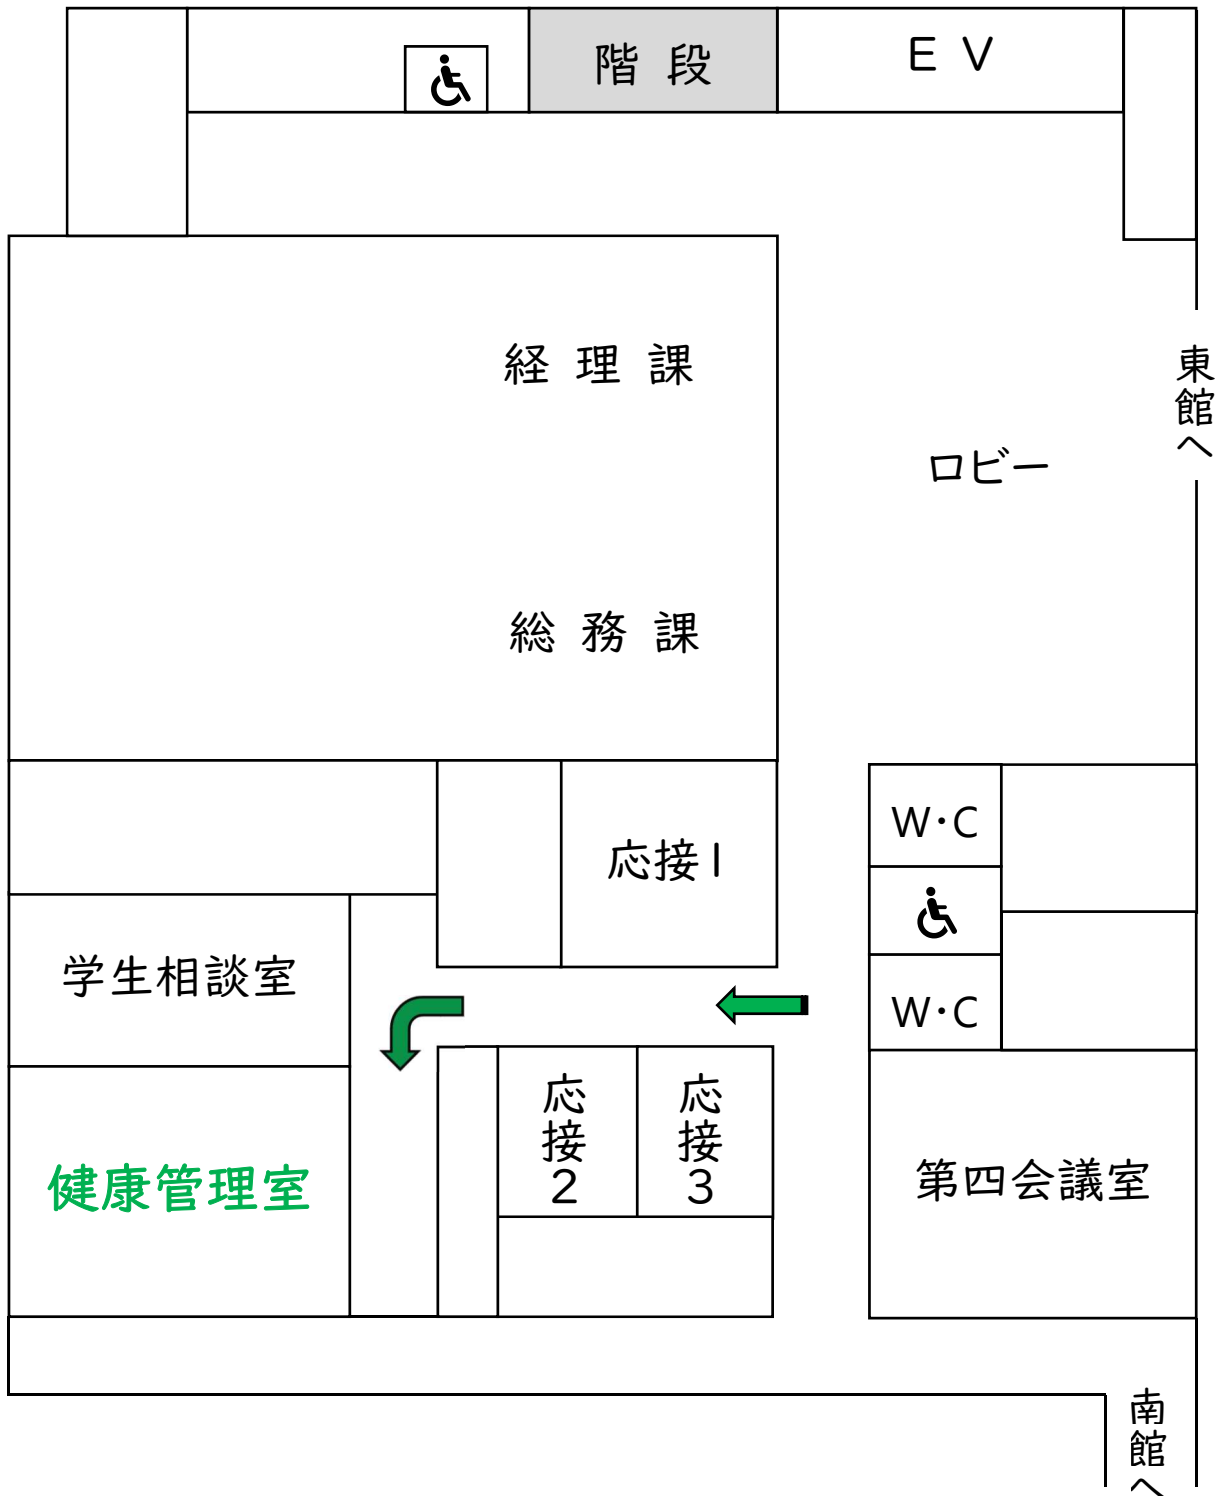 階 段
ＥＶ
経 理 課
東館へ
ロビー
総 務 課
W・C
応接1
学生相談室
W・C
応接2
応接3
健康管理室
第四会議室
南館へ